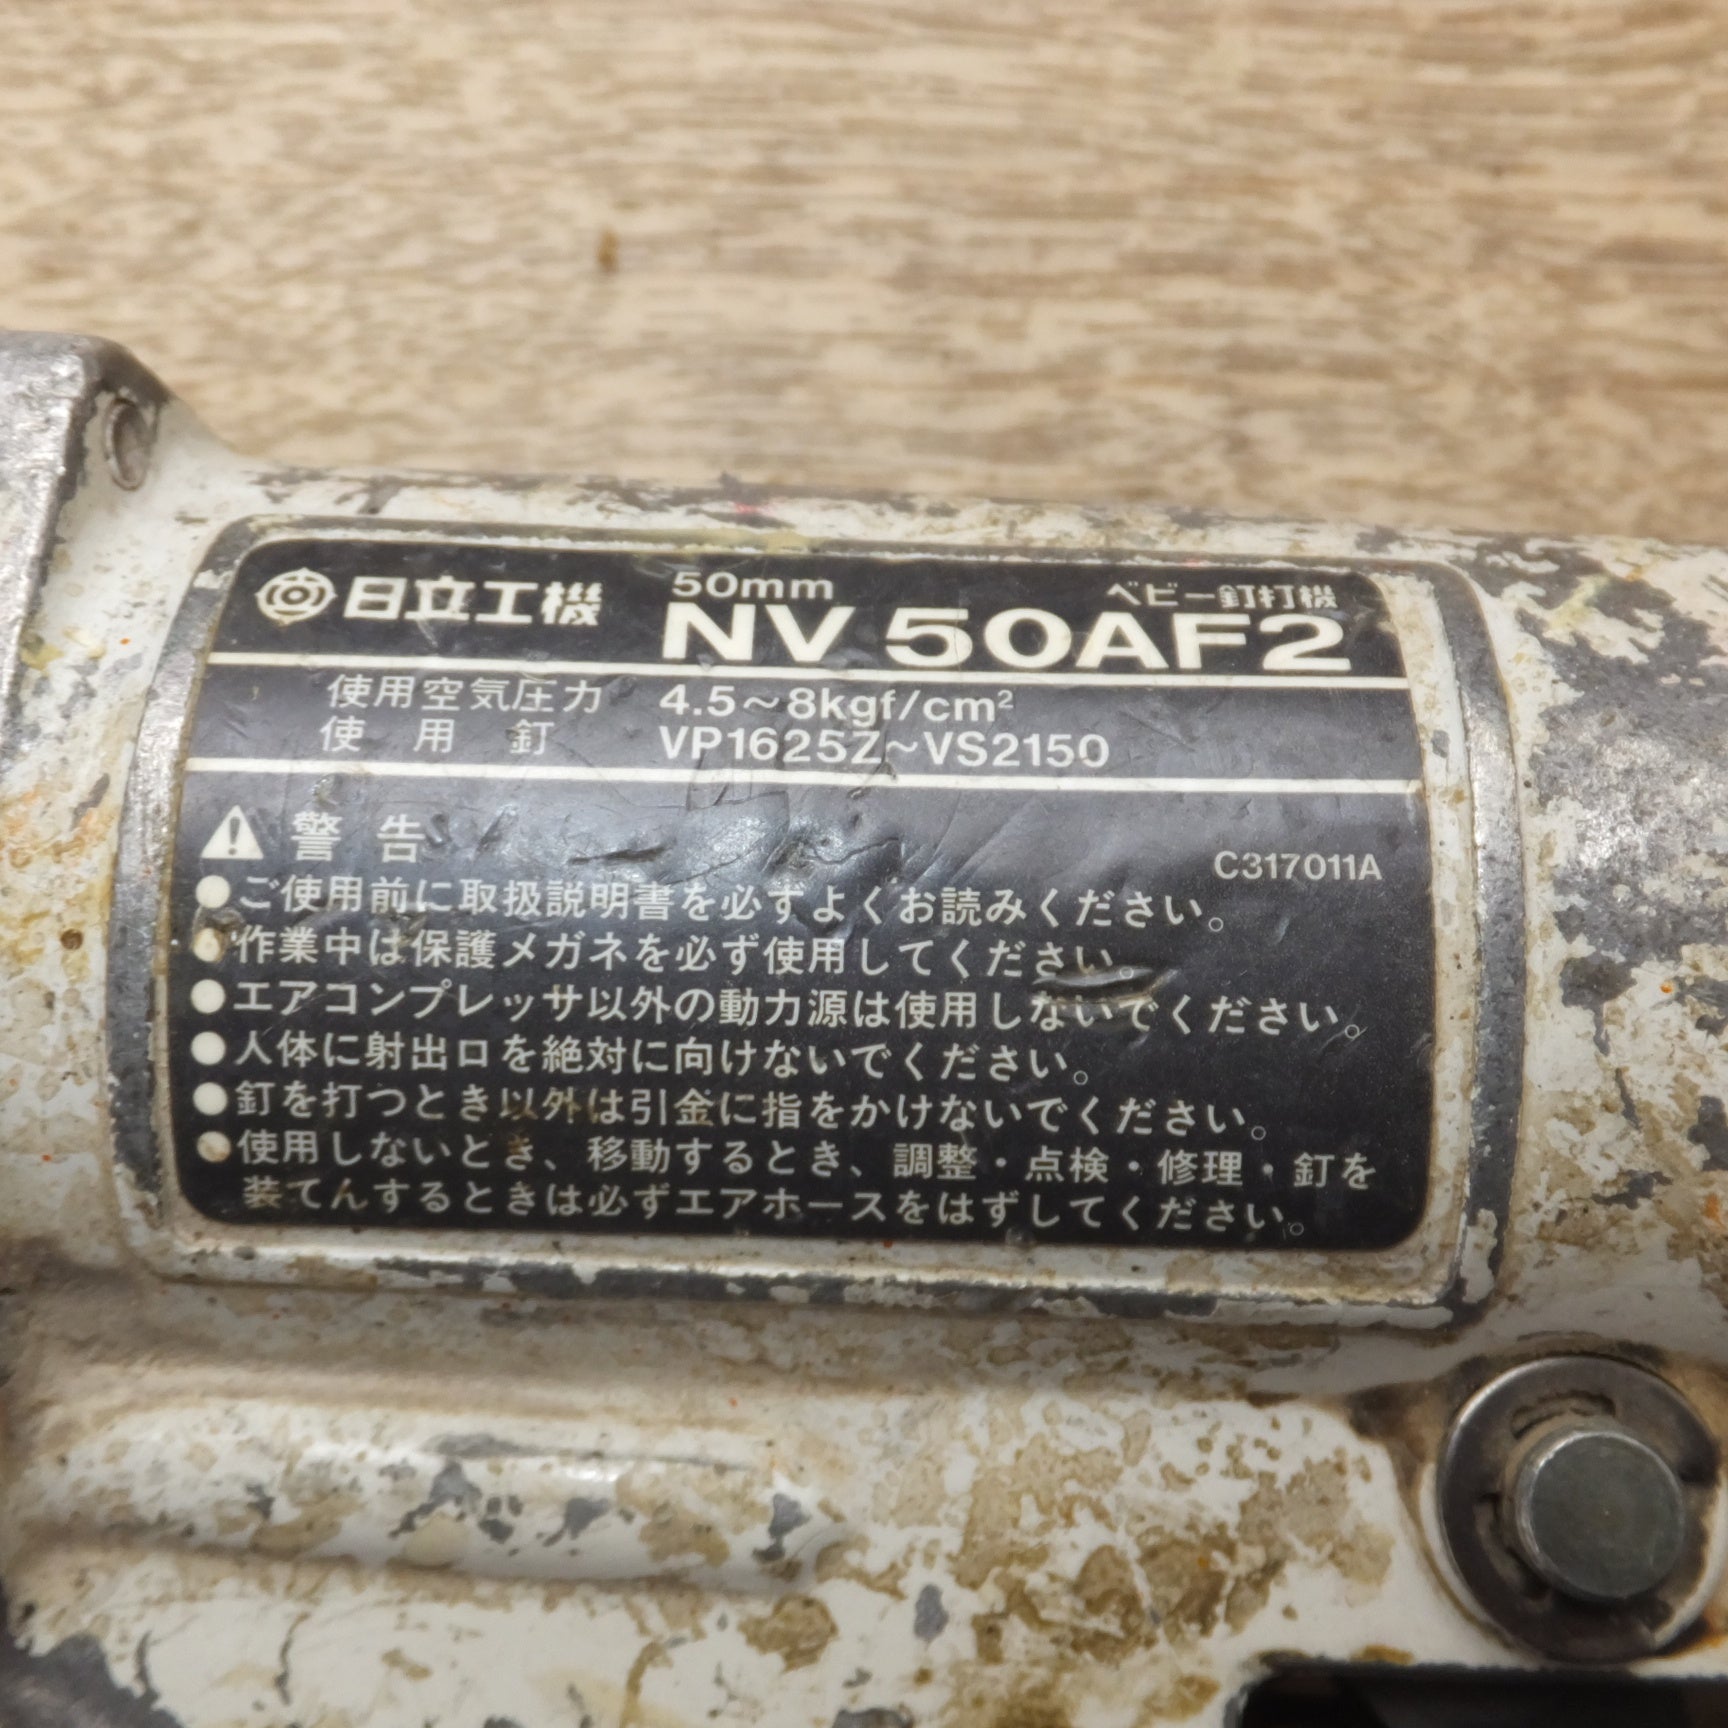 日立工機 50mm ベビー釘打機
NV 50AF2
使用空気圧力 4.5～8kgf/cm²
使用釘 VP1625Z～VS2150
警告
C317011A
●ご使用前に取扱説明書を必ずよくお読みください。
●作業中は保護メガネを必ず使用してください。
●エアコンプレッサ以外の動力源は使用しないでください。
●人体に射出口を絶対に向けないでください。
●釘を打つとき以外は引金に指をかけないでください。
●使用しないとき、移動するとき、調整・点検・修理・釘を
装てんするときは必ずエアホースをはずしてください。